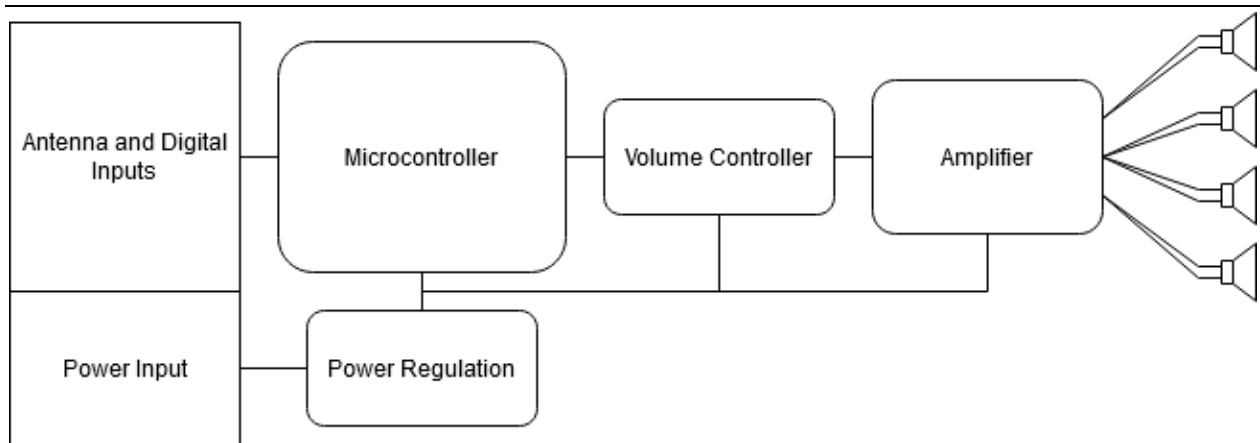 Antenna and Digital
Inputs
Microcontroller
Volume Controller
Amplifier
Power Input
Power Regulation